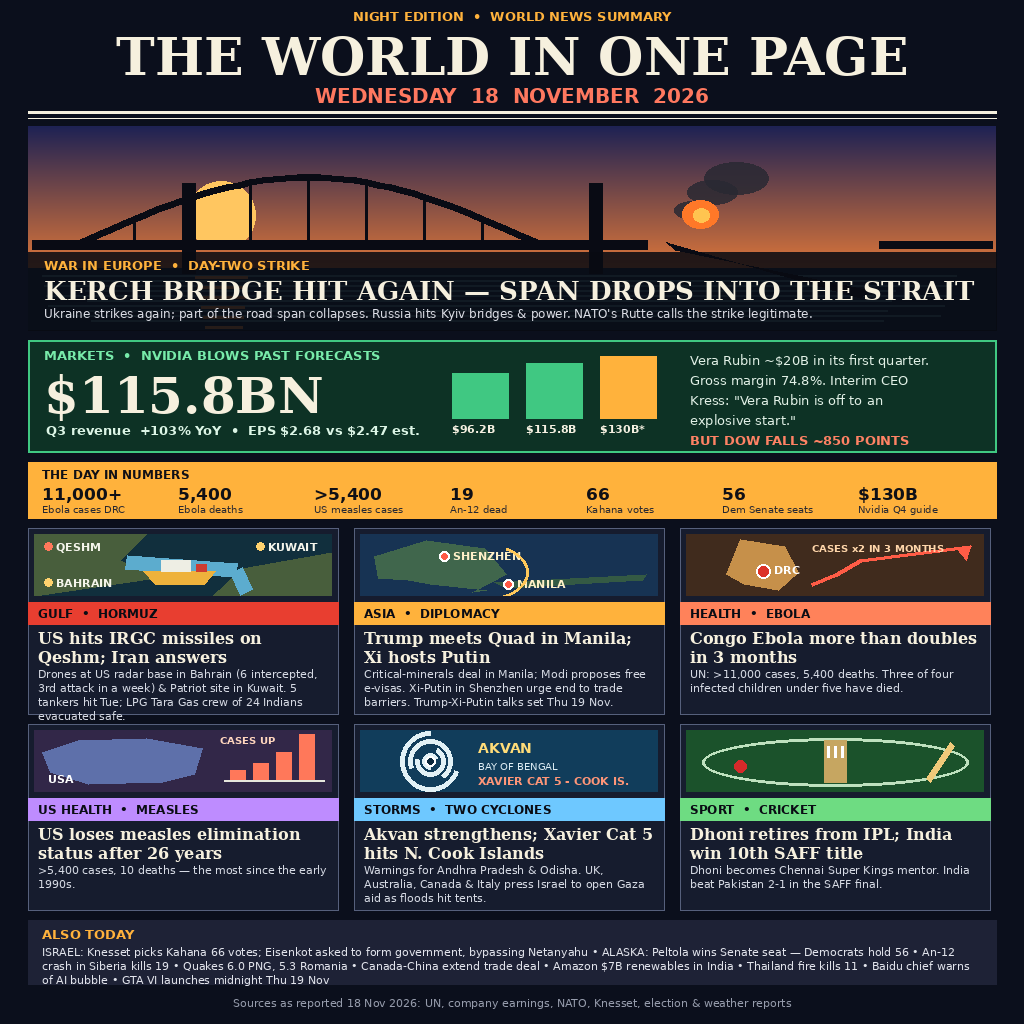 NIGHT EDITION • WORLD NEWS SUMMARY
THE WORLD IN ONE PAGE
WEDNESDAY 18 NOVEMBER 2026
WAR IN EUROPE • DAY-TWO STRIKE
KERCH BRIDGE HIT AGAIN — SPAN DROPS INTO THE STRAIT
Ukraine strikes again; part of the road span collapses. Russia hits Kyiv bridges & power. NATO's Rutte calls the strike legitimate.
MARKETS • NVIDIA BLOWS PAST FORECASTS
$115.8BN
Q3 revenue +103% YoY • EPS $2.68 vs $2.47 est.
$96.2B
$115.8B
$130B*
Vera Rubin ~$20B in its first quarter.
Gross margin 74.8%. Interim CEO
Kress: "Vera Rubin is off to an
explosive start."
BUT DOW FALLS ~850 POINTS
THE DAY IN NUMBERS
11,000+
Ebola cases DRC
5,400
Ebola deaths
>5,400
US measles cases
19
An-12 dead
66
Kahana votes
56
Dem Senate seats
$130B
Nvidia Q4 guide
QESHM
KUWAIT
BAHRAIN
GULF • HORMUZ
US hits IRGC missiles on
Qeshm; Iran answers
Drones at US radar base in Bahrain (6 intercepted,
3rd attack in a week) & Patriot site in Kuwait. 5
tankers hit Tue; LPG Tara Gas crew of 24 Indians
evacuated safe.
SHENZHEN
MANILA
ASIA • DIPLOMACY
Trump meets Quad in Manila;
Xi hosts Putin
Critical-minerals deal in Manila; Modi proposes free
e-visas. Xi-Putin in Shenzhen urge end to trade
barriers. Trump-Xi-Putin talks set Thu 19 Nov.
CASES x2 IN 3 MONTHS
DRC
HEALTH • EBOLA
Congo Ebola more than doubles
in 3 months
UN: >11,000 cases, 5,400 deaths. Three of four
infected children under five have died.
CASES UP
USA
US HEALTH • MEASLES
US loses measles elimination
status after 26 years
>5,400 cases, 10 deaths — the most since the early
1990s.
AKVAN
BAY OF BENGAL
XAVIER CAT 5 - COOK IS.
STORMS • TWO CYCLONES
Akvan strengthens; Xavier Cat 5
hits N. Cook Islands
Warnings for Andhra Pradesh & Odisha. UK,
Australia, Canada & Italy press Israel to open Gaza
aid as floods hit tents.
SPORT • CRICKET
Dhoni retires from IPL; India
win 10th SAFF title
Dhoni becomes Chennai Super Kings mentor. India
beat Pakistan 2-1 in the SAFF final.
ALSO TODAY
ISRAEL: Knesset picks Kahana 66 votes; Eisenkot asked to form government, bypassing Netanyahu • ALASKA: Peltola wins Senate seat — Democrats hold 56 • An-12
crash in Siberia kills 19 • Quakes 6.0 PNG, 5.3 Romania • Canada-China extend trade deal • Amazon $7B renewables in India • Thailand fire kills 11 • Baidu chief warns
of AI bubble • GTA VI launches midnight Thu 19 Nov
Sources as reported 18 Nov 2026: UN, company earnings, NATO, Knesset, election & weather reports